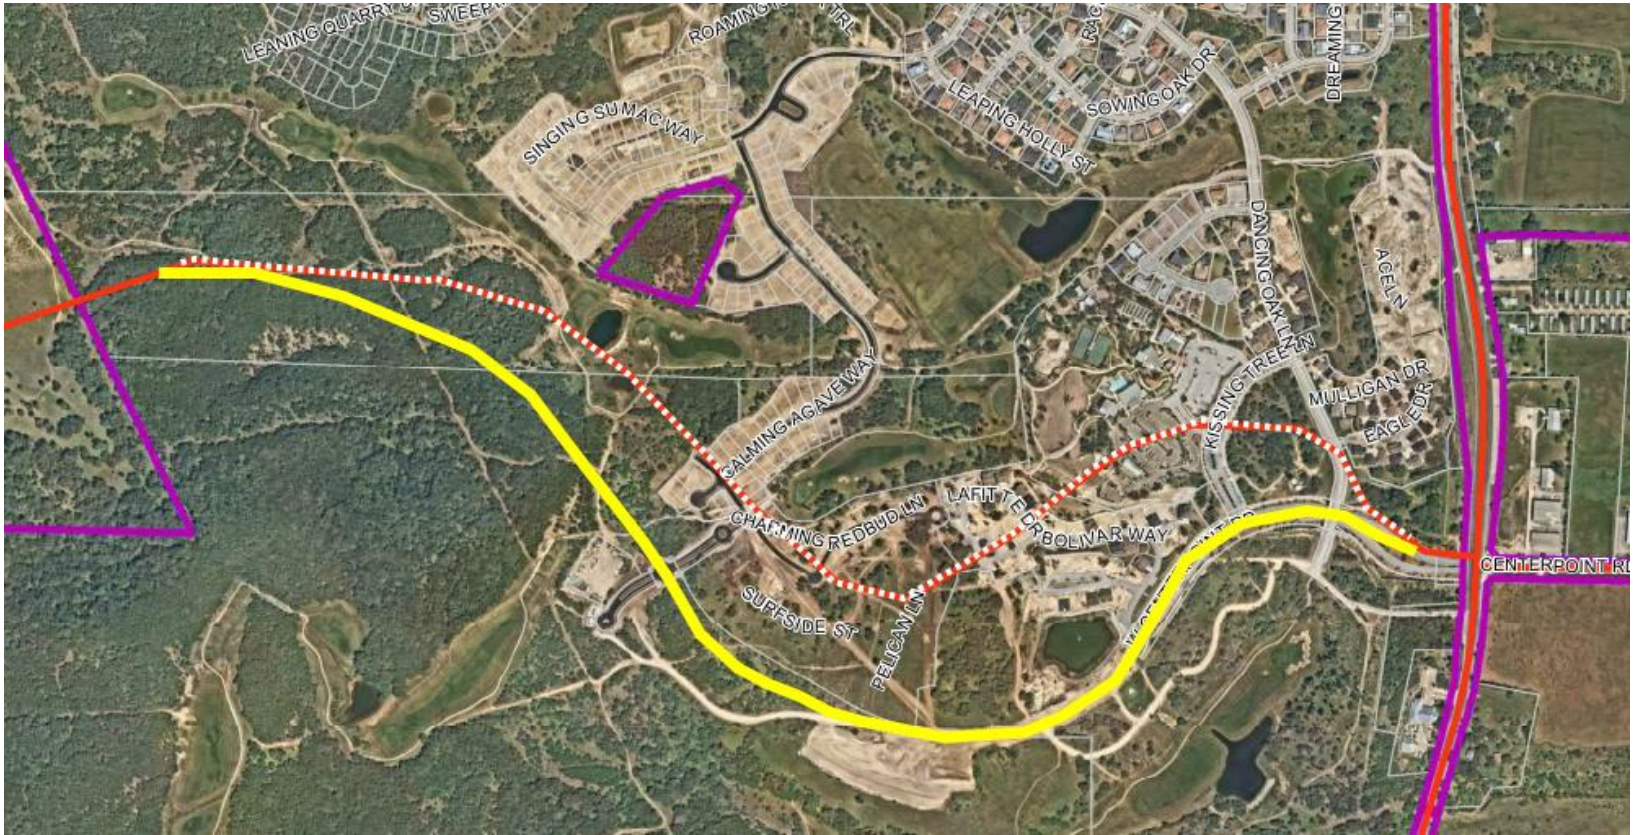 LEANING QUARRY
ROAMING
TRL
DREAMING
SINGING SUMAC WAY
LEAPING HOLLY ST
SOWING OAK DR
DANCING OAK LN
ACE LN
KISSING TREE LN
MULLIGAN DR
EAGLE DR
CALMING AGAVE WAY
CHARMING REDBUD LN
LAFITTE DR
BOLIVAR WAY
CENTERPOINT RD
SURFSIDE ST
PELICAN LN